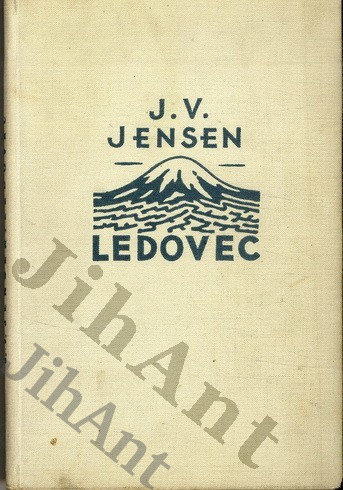 J. V.
JENSEN
LEDOVEC
JihAnt
JihAnt